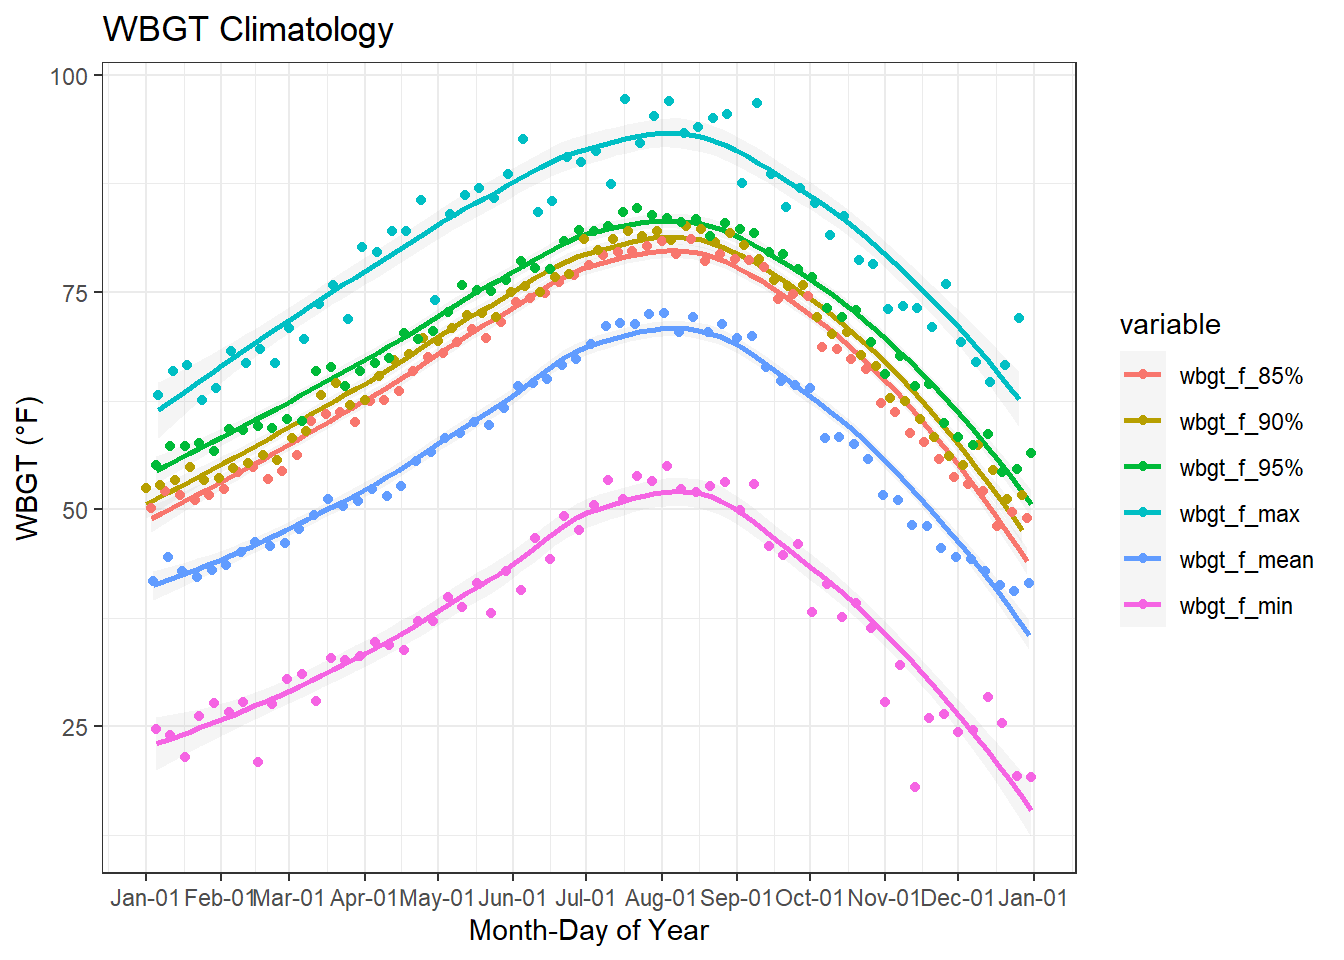 WBGT Climatology
100
75
50
25
WBGT (°F)
Jan-01 Feb-01 Mar-01 Apr-01 May-01 Jun-01 Jul-01 Aug-01 Sep-01 Oct-01 Nov-01 Dec-01 Jan-01
Month-Day of Year
variable
wbgt_f_85%
wbgt_f_90%
wbgt_f_95%
wbgt_f_max
wbgt_f_mean
wbgt_f_min